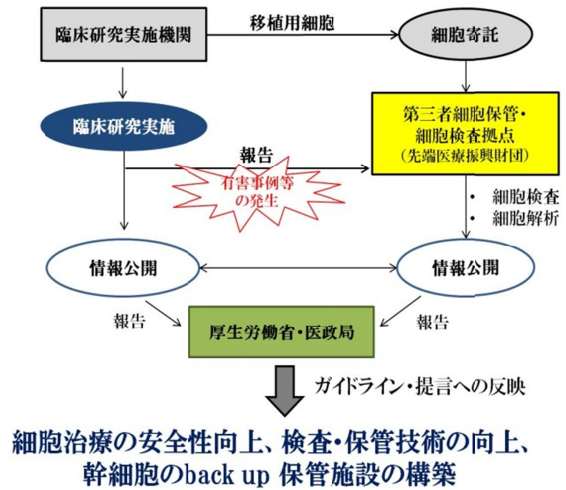 臨床研究実施機関
移植用細胞
細胞寄託
臨床研究実施
第三者細胞保管・
細胞検査拠点
(先端医療振興財団)
報告
有害事例等
の発生
・ 細胞検査
・ 細胞解析
情報公開
情報公開
報告
厚生労働省・医政局
報告
ガイドライン・提言への反映
細胞治療の安全性向上、検査・保管技術の向上、
幹細胞のback up 保管施設の構築